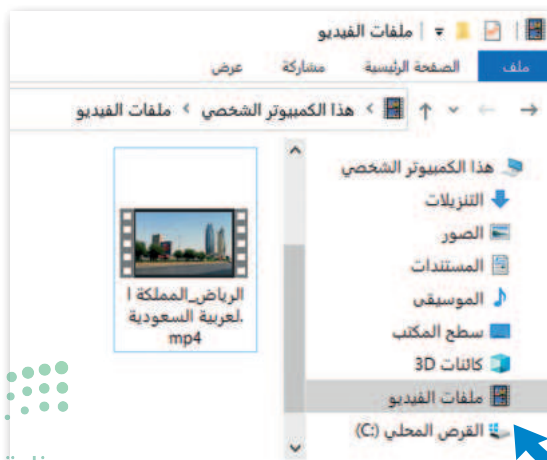 ملفات الفيديو
ملف الصفحة الرئيسية مشاركة عرض
هذا الكمبيوتر الشخصي > ملفات الفيديو
هذا الكمبيوتر الشخصي
التنزيلات
الصور
المستندات
الموسيقى
سطح المكتب
كائنات 3D
ملفات الفيديو
القرص المحلي (C:)
الرياض_المملكة ا
لعربية السعودية.
mp4